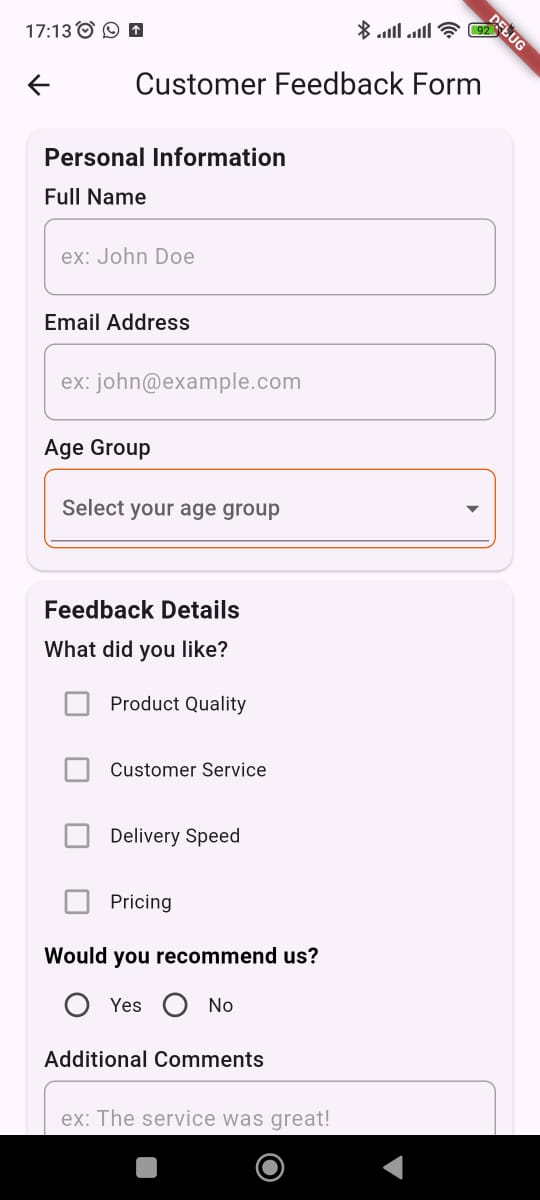 17:13
92
DEBUG
Customer Feedback Form
Personal Information
Full Name
ex: John Doe
Email Address
ex: john@example.com
Age Group
Select your age group
Feedback Details
What did you like?
Product Quality
Customer Service
Delivery Speed
Pricing
Would you recommend us?
Yes No
Additional Comments
ex: The service was great!